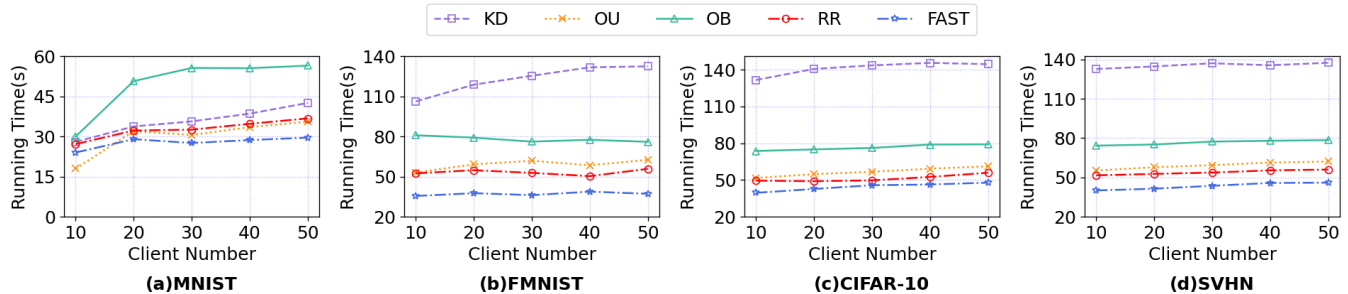 KD OU OB RR FAST
60
45
30
15
0
Running Time(s)
10 20 30 40 50
Client Number
(a)MNIST
140
110
80
50
20
Running Time(s)
10 20 30 40 50
Client Number
(b)FMNIST
140
110
80
50
20
Running Time(s)
10 20 30 40 50
Client Number
(c)CIFAR-10
140
110
80
50
20
Running Time(s)
10 20 30 40 50
Client Number
(d)SVHN